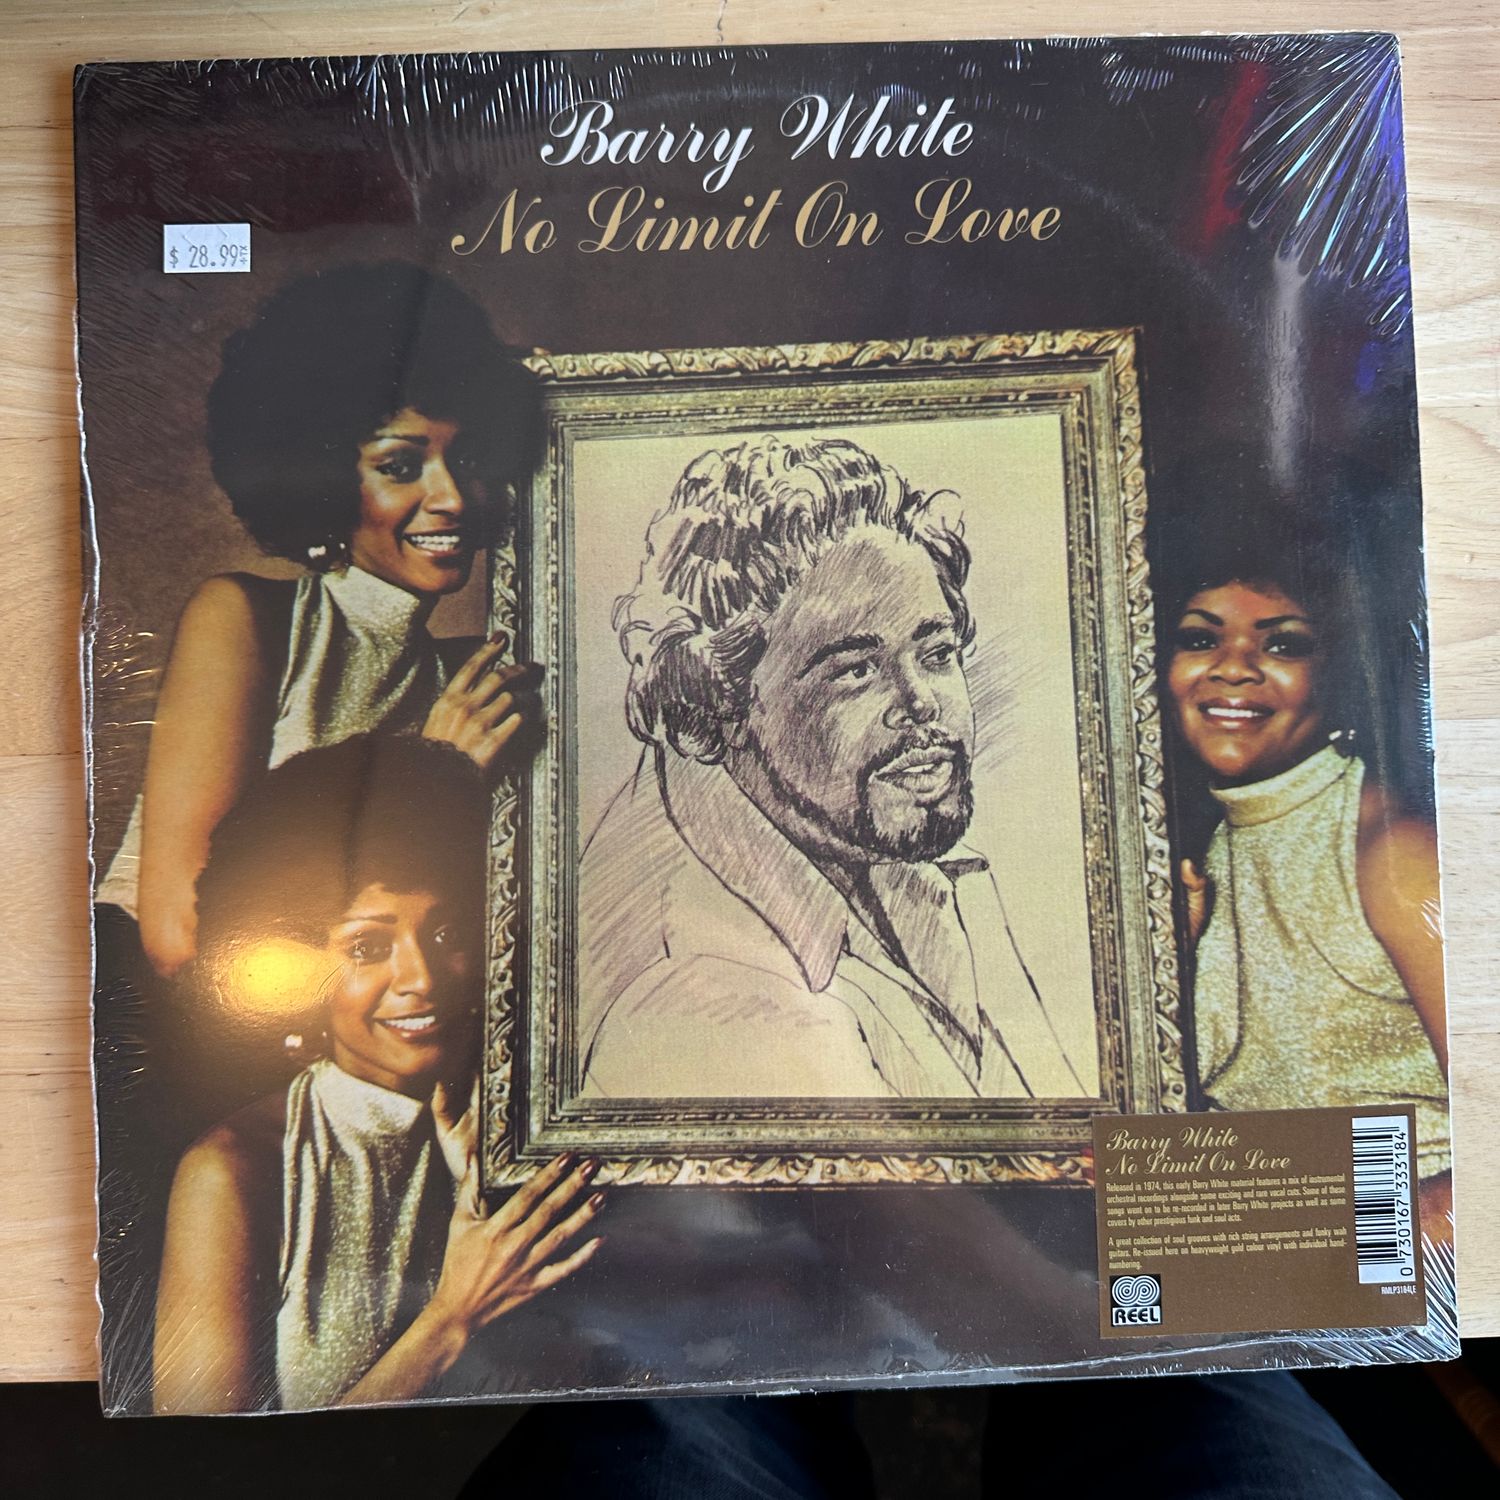 Barry White
No Limit On Love
$ 28.99
+TX
Barry White
No Limit On Love
Released in 1974, this early Barry White material features a mix of instrumental
orchestral recordings alongside some exciting and rare vocal cuts. Some of these
songs went on to be re-recorded in later Barry White projects as well as some
covers by other prestigious funk and soul acts.
A great collection of soul grooves with rich string arrangements and funky wah
guitars. Re-issued here on heavyweight gold colour vinyl with individual hand-
numbering.
REEL
0 730167 333184
RMLP3184LE